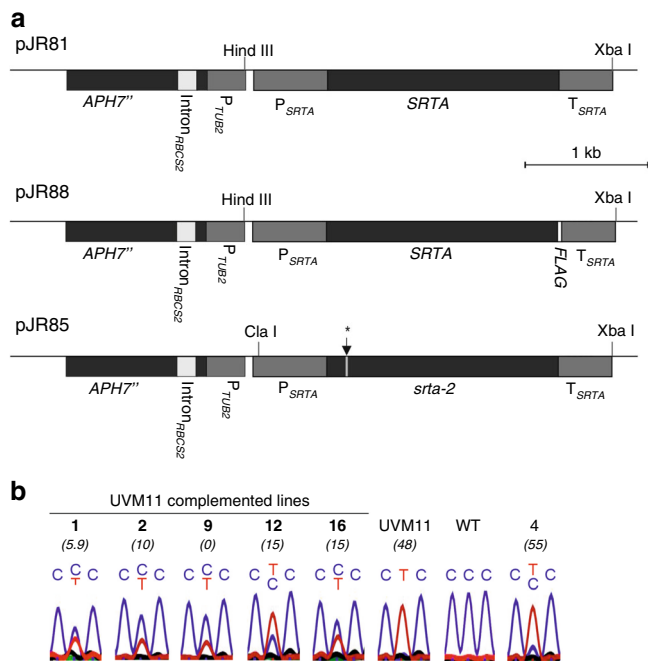 a
pJR81
Hind III
Xba I
APH7"
Intron RBCS2
P TUB2
P SRTA
SRTA
T SRTA
1 kb
pJR88
Hind III
Xba I
APH7"
Intron RBCS2
P TUB2
P SRTA
SRTA
FLAG
T SRTA
pJR85
Cla I
*
Xba I
APH7"
Intron RBCS2
P TUB2
P SRTA
srta-2
T SRTA
b
UVM11 complemented lines
1 2 9 12 16 UVM11 WT 4
(5.9) (10) (0) (15) (15) (48) (55)
C C C C C C C C C C T C C C C C T C C C C C T C
T T T C T C